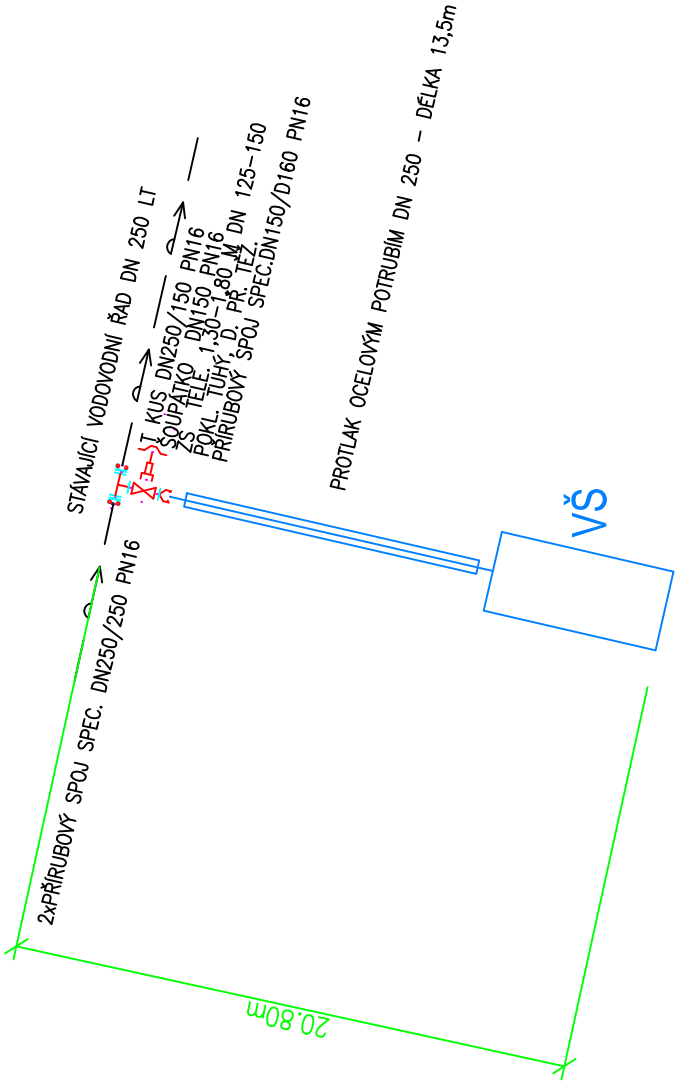 STÁVAJÍCÍ VODOVODNÍ ŘAD DN 250 LT
T KUS DN250/150 PN16
ŠOUPÁTKO DN150 PN16
ZS TELE. 1,30-1,80 M DN 125-150
POKL. TUHÝ, D. PŘ. TĚŽ.
PŘÍRUBOVÝ SPOJ SPEC.DN150/D160 PN16
PROTLAK OCELOVÝM POTRUBÍM DN 250 - DÉLKA 13,5m
2xPŘÍRUBOVÝ SPOJ SPEC. DN250/250 PN16
VŠ
20.80m